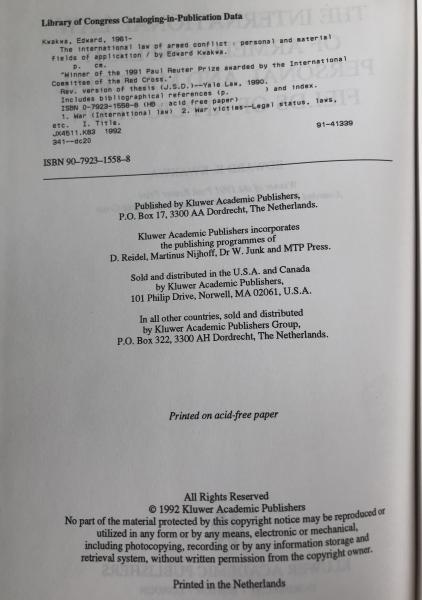 Library of Congress Cataloging-in-Publication Data
Kwakwa, Edward, 1961-
The international law of armed conflict : personal and material
fields of application / by Edward Kwakwa.
p. cm.
"Winner of the 1991 Paul Reuter Prize awarded by the International
Committee of the Red Cross."
Rev. version of thesis (J.S.D.)--Yale Law, 1990.
Includes bibliographical references (p. ) and index.
ISBN 0-7923-1558-8 (HB : acid free paper)
1. War (International law) 2. War victims--Legal status, laws,
etc. I. Title.
JX4511.K83 1992
341--dc20 91-41339
ISBN 90-7923-1558-8
Published by Kluwer Academic Publishers,
P.O. Box 17, 3300 AA Dordrecht, The Netherlands.
Kluwer Academic Publishers incorporates
the publishing programmes of
D. Reidel, Martinus Nijhoff, Dr W. Junk and MTP Press.
Sold and distributed in the U.S.A. and Canada
by Kluwer Academic Publishers,
101 Philip Drive, Norwell, MA 02061, U.S.A.
In all other countries, sold and distributed
by Kluwer Academic Publishers Group,
P.O. Box 322, 3300 AH Dordrecht, The Netherlands.
Printed on acid-free paper
All Rights Reserved
© 1992 Kluwer Academic Publishers
No part of the material protected by this copyright notice may be reproduced or
utilized in any form or by any means, electronic or mechanical,
including photocopying, recording or by any information storage and
retrieval system, without written permission from the copyright owner.
Printed in the Netherlands